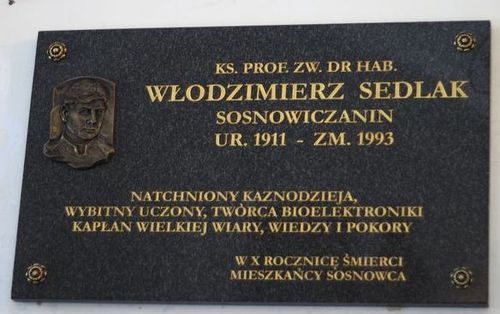 KS. PROF. ZW. DR HAB.
WŁODZIMIERZ SEDLAK
SOSNOWICZANIN
UR. 1911 - ZM. 1993
NATCHNIONY KAZNODZIEJA,
WYBITNY UCZONY, TWÓRCA BIOELEKTRONIKI
KAPŁAN WIELKIEJ WIARY, WIEDZY I POKORY
W X ROCZNICĘ ŚMIERCI
MIESZKAŃCY SOSNOWCA